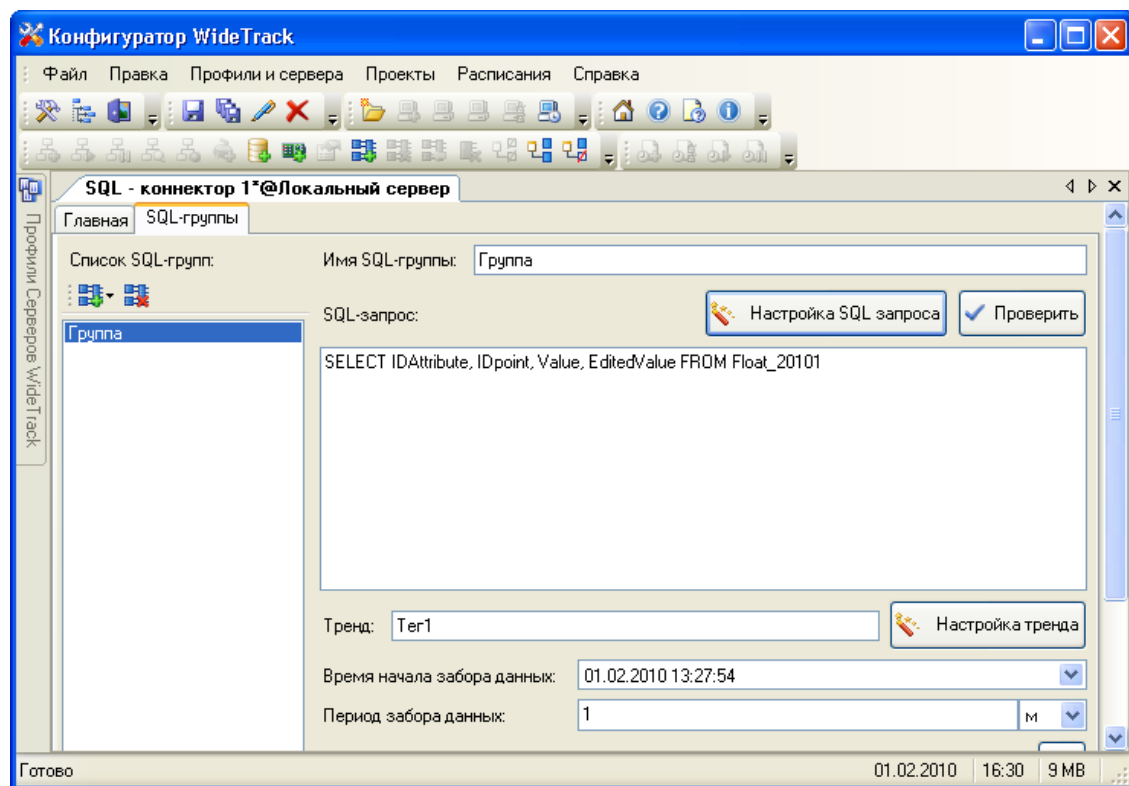 Конфигуратор WideTrack
Файл Правка Профили и сервера Проекты Расписания Справка
SQL - коннектор 1*@Локальный сервер
Профили Серверов WideTrack
Главная SQL-группы
Список SQL-групп:
Имя SQL-группы: Группа
SQL-запрос: Настройка SQL запроса Проверить
Группа
SELECT IDAttribute, IDpoint, Value, EditedValue FROM Float_20101
Тренд: Тег1 Настройка тренда
Время начала забора данных: 01.02.2010 13:27:54
Период забора данных: 1 м
Готово 01.02.2010 16:30 9 MB